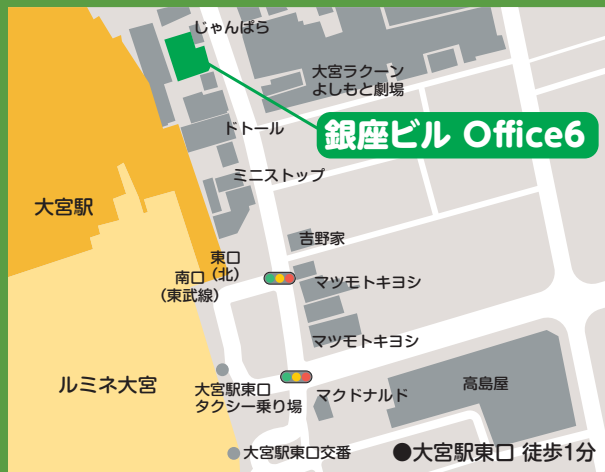 じゃんぱら
大宮ラクーン
よしもと劇場
ドトール
銀座ビル Office6
ミニストップ
大宮駅
吉野家
東口
(北)
南口
(東武線)
マツモトキヨシ
マツモトキヨシ
ルミネ大宮
大宮駅東口
タクシー乗り場
マクドナルド
高島屋
大宮駅東口交番
●大宮駅東口 徒歩1分